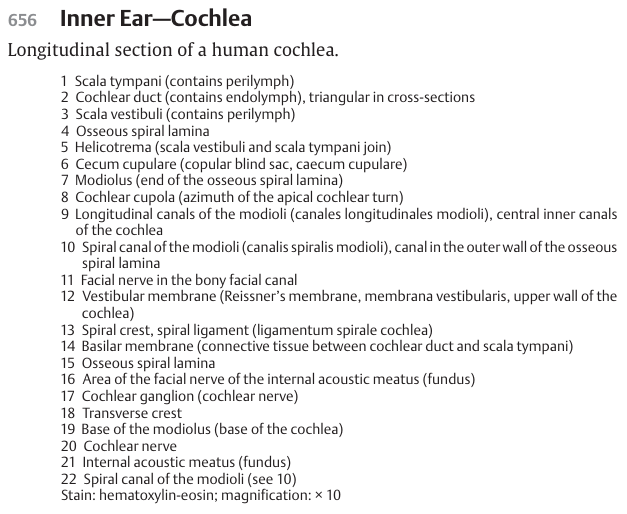 656 Inner Ear—Cochlea
Longitudinal section of a human cochlea.
1 Scala tympani (contains perilymph)
2 Cochlear duct (contains endolymph), triangular in cross-sections
3 Scala vestibuli (contains perilymph)
4 Osseous spiral lamina
5 Helicotrema (scala vestibuli and scala tympani join)
6 Cecum cupulare (copular blind sac, caecum cupulare)
7 Modiolus (end of the osseous spiral lamina)
8 Cochlear cupola (azimuth of the apical cochlear turn)
9 Longitudinal canals of the modioli (canales longitudinales modioli), central inner canals
of the cochlea
10 Spiral canal of the modioli (canalis spiralis modioli), canal in the outer wall of the osseous
spiral lamina
11 Facial nerve in the bony facial canal
12 Vestibular membrane (Reissner’s membrane, membrana vestibularis, upper wall of the
cochlea)
13 Spiral crest, spiral ligament (ligamentum spirale cochlea)
14 Basilar membrane (connective tissue between cochlear duct and scala tympani)
15 Osseous spiral lamina
16 Area of the facial nerve of the internal acoustic meatus (fundus)
17 Cochlear ganglion (cochlear nerve)
18 Transverse crest
19 Base of the modiolus (base of the cochlea)
20 Cochlear nerve
21 Internal acoustic meatus (fundus)
22 Spiral canal of the modioli (see 10)
Stain: hematoxylin-eosin; magnification: × 10